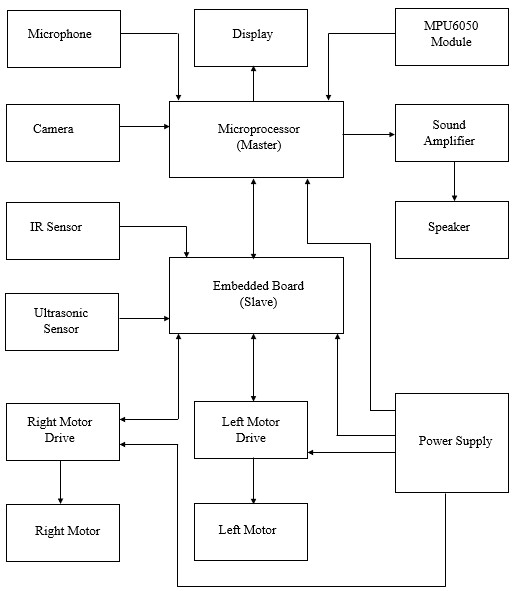 Microphone
Display
MPU6050
Module
Camera
Microprocessor
(Master)
Sound
Amplifier
IR Sensor
Speaker
Embedded Board
(Slave)
Ultrasonic
Sensor
Right Motor
Drive
Left Motor
Drive
Power Supply
Right Motor
Left Motor